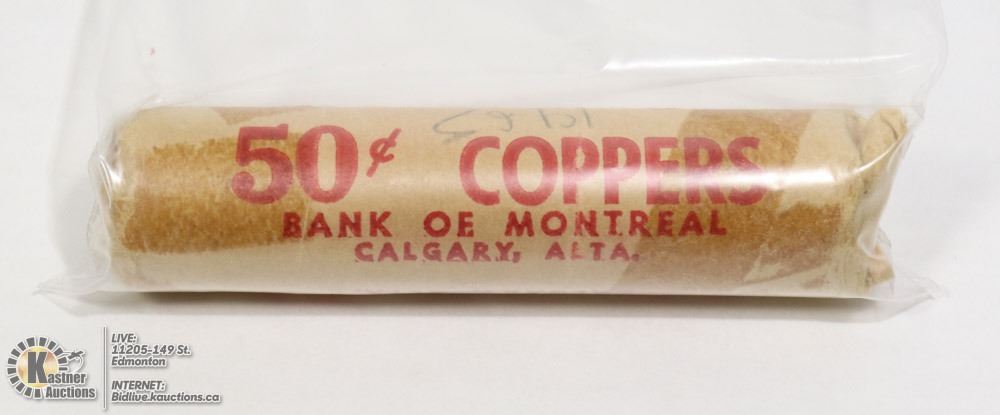 50¢ COPPERS
BANK OF MONTREAL
CALGARY, ALTA.
LIVE:
11205-149 St.
Edmonton
INTERNET:
Bidlive.kauctions.ca
Kastner
Auctions